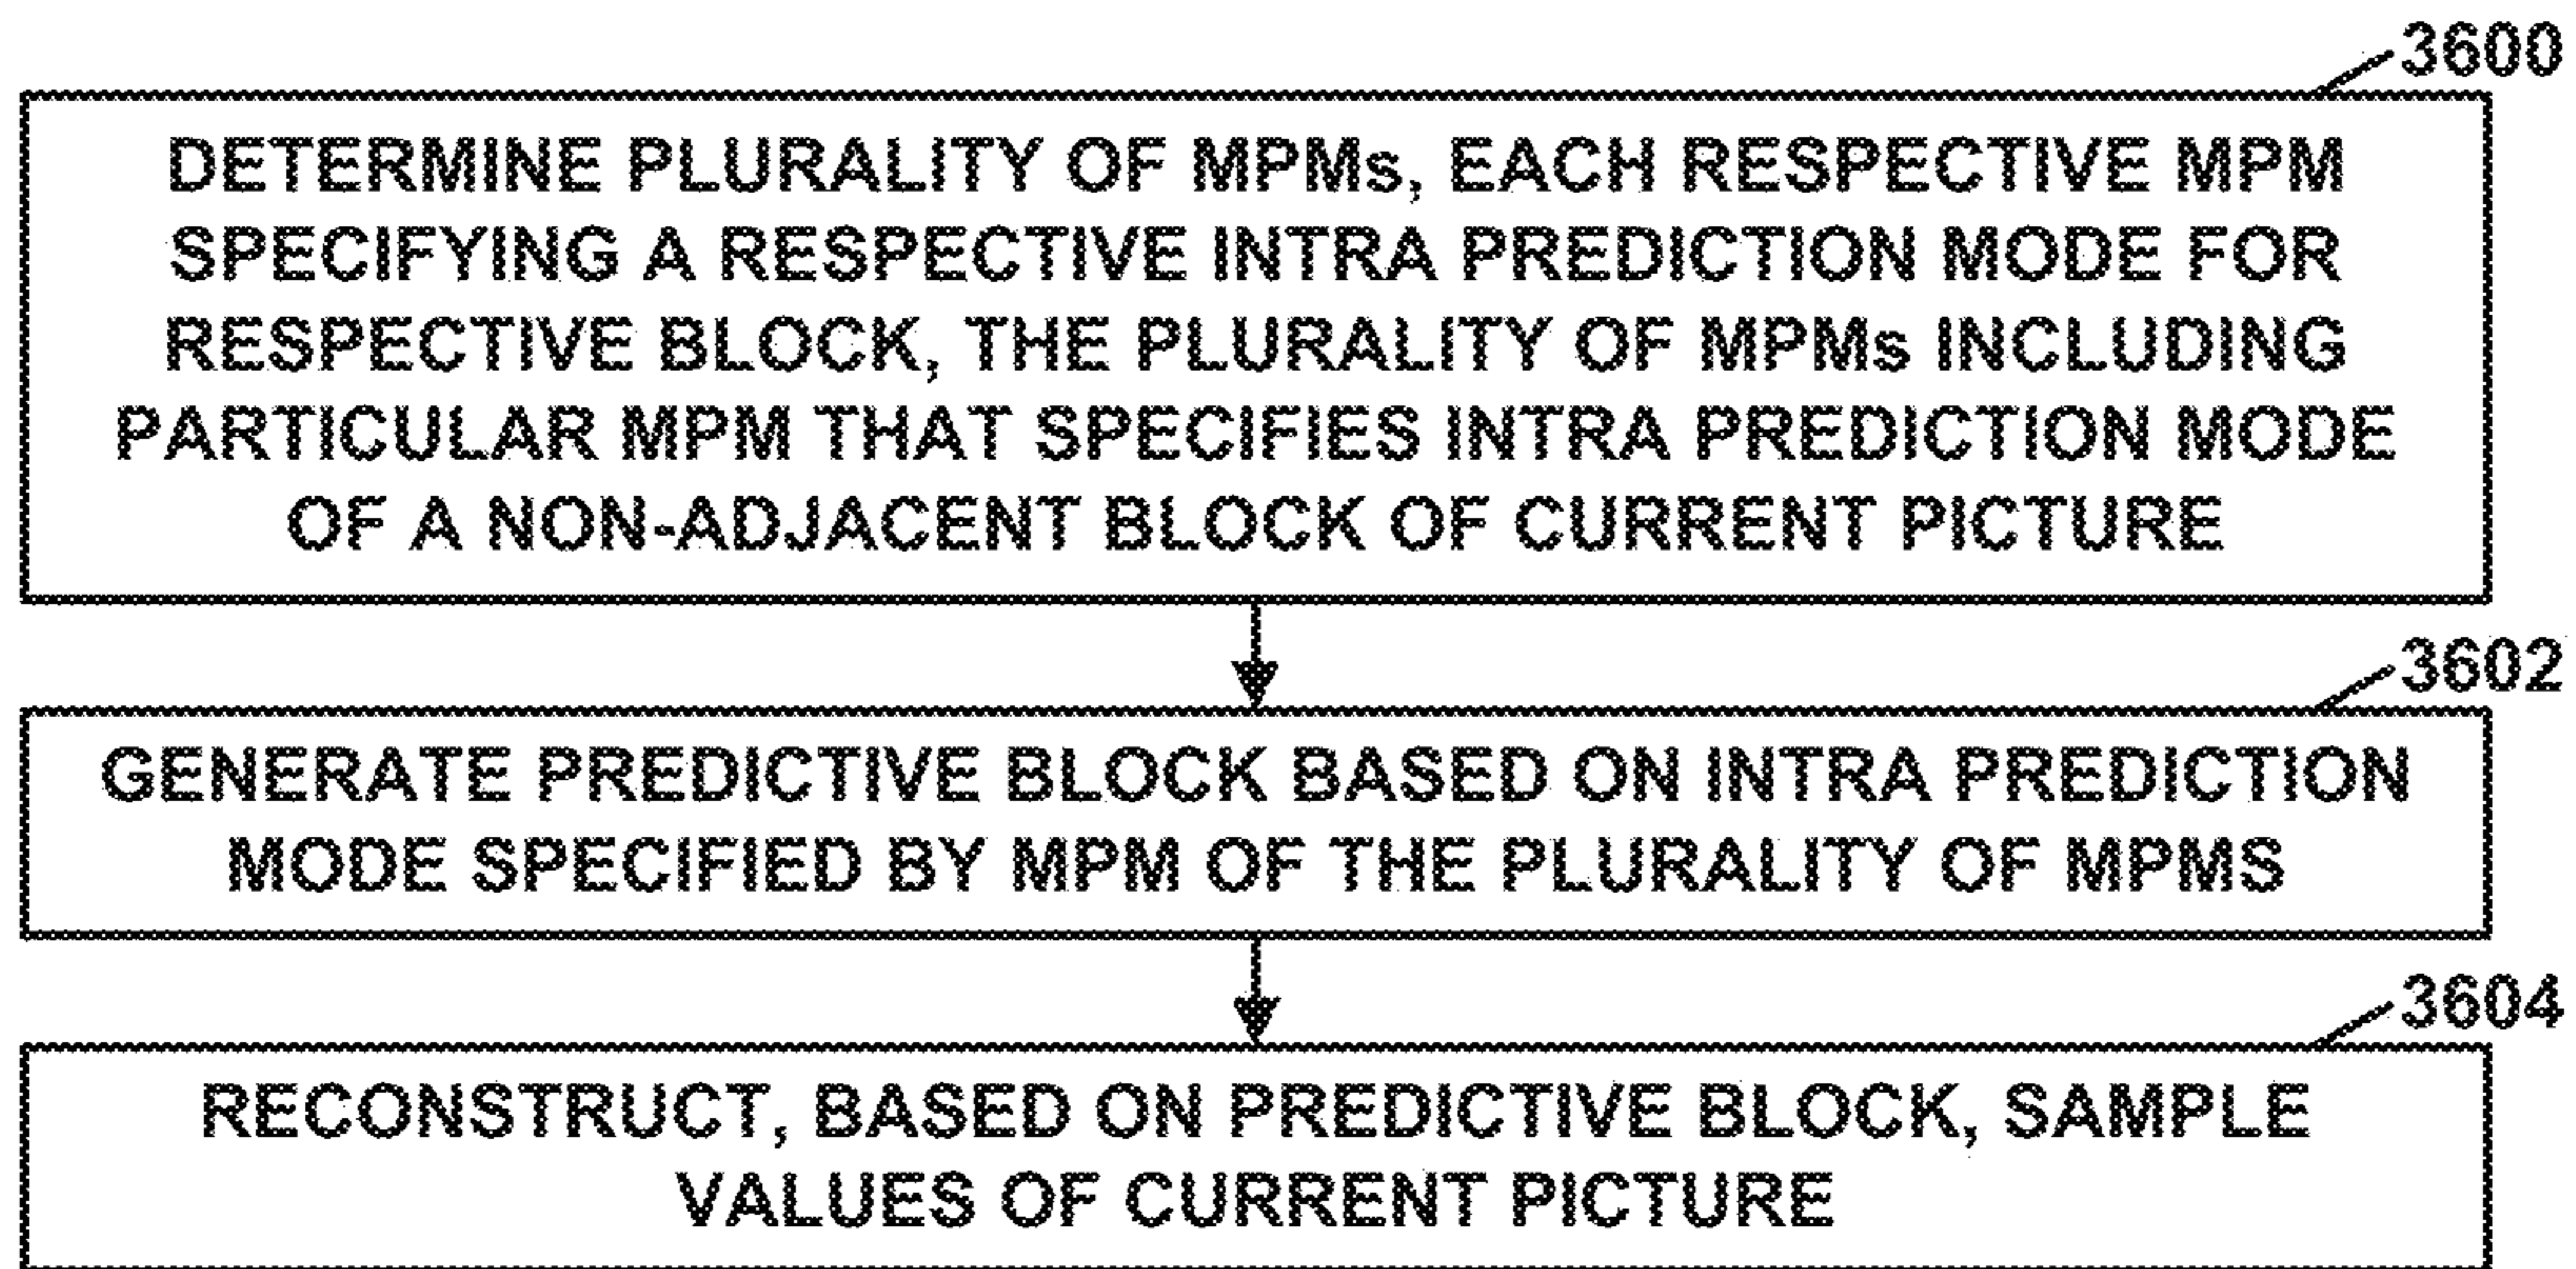 3600
DETERMINE PLURALITY OF MPMs, EACH RESPECTIVE MPM
SPECIFYING A RESPECTIVE INTRA PREDICTION MODE FOR
RESPECTIVE BLOCK, THE PLURALITY OF MPMs INCLUDING
PARTICULAR MPM THAT SPECIFIES INTRA PREDICTION MODE
OF A NON-ADJACENT BLOCK OF CURRENT PICTURE
3602
GENERATE PREDICTIVE BLOCK BASED ON INTRA PREDICTION
MODE SPECIFIED BY MPM OF THE PLURALITY OF MPMS
3604
RECONSTRUCT, BASED ON PREDICTIVE BLOCK, SAMPLE
VALUES OF CURRENT PICTURE